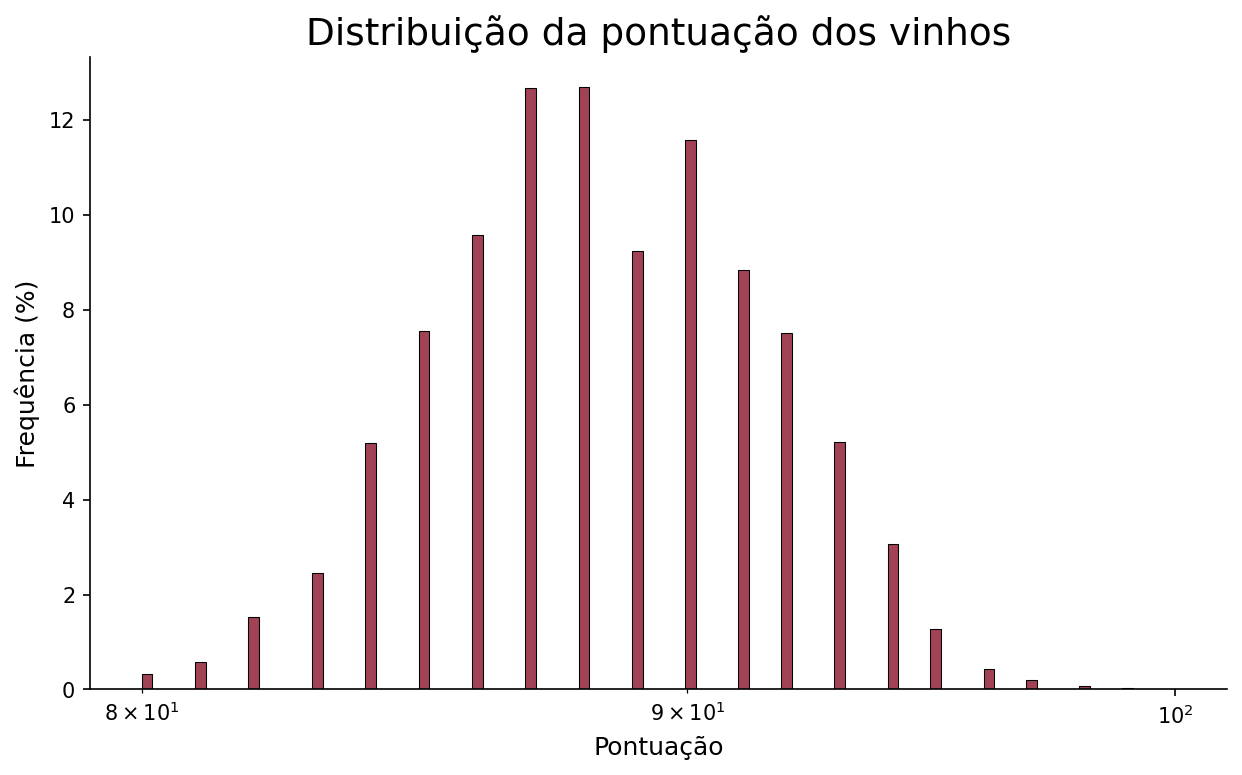 Distribuição da pontuação dos vinhos
Frequência (%)
12
10
8
6
4
2
0
8 × 10¹
9 × 10¹
10²
Pontuação